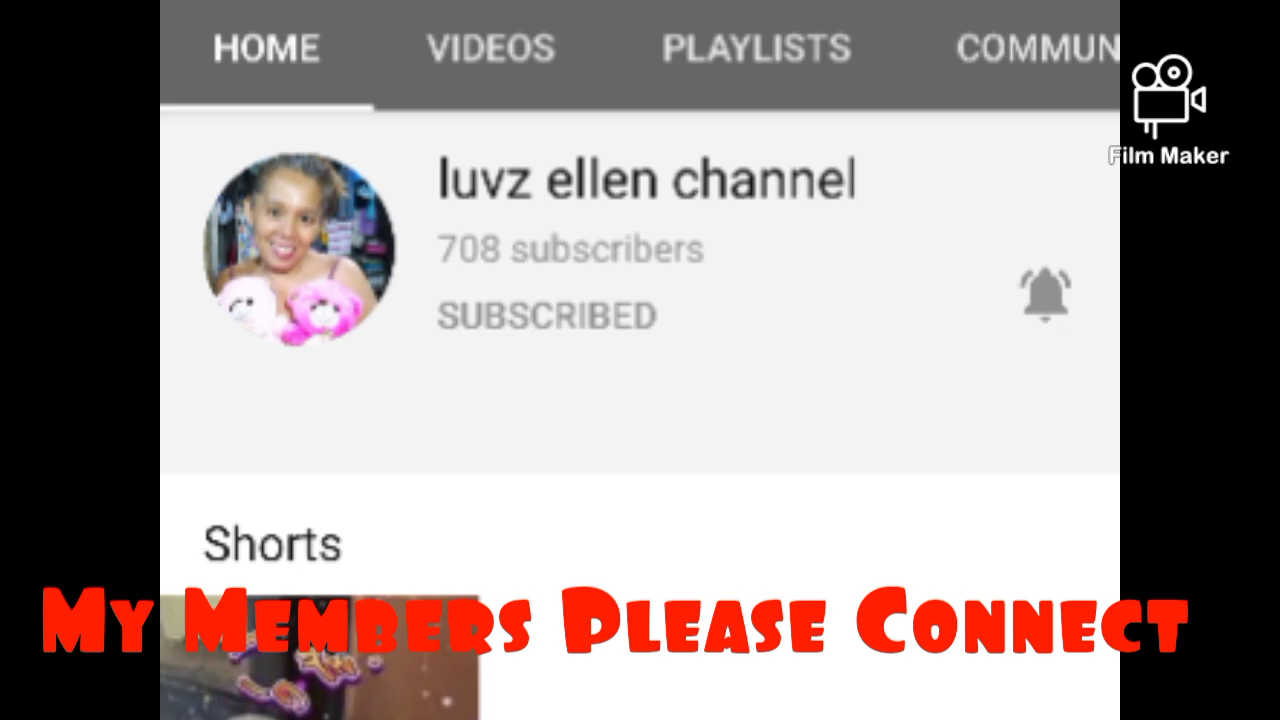 HOME VIDEOS PLAYLISTS COMMUN
Film Maker
luvz ellen channel
708 subscribers
SUBSCRIBED
Shorts
My Members Please Connect